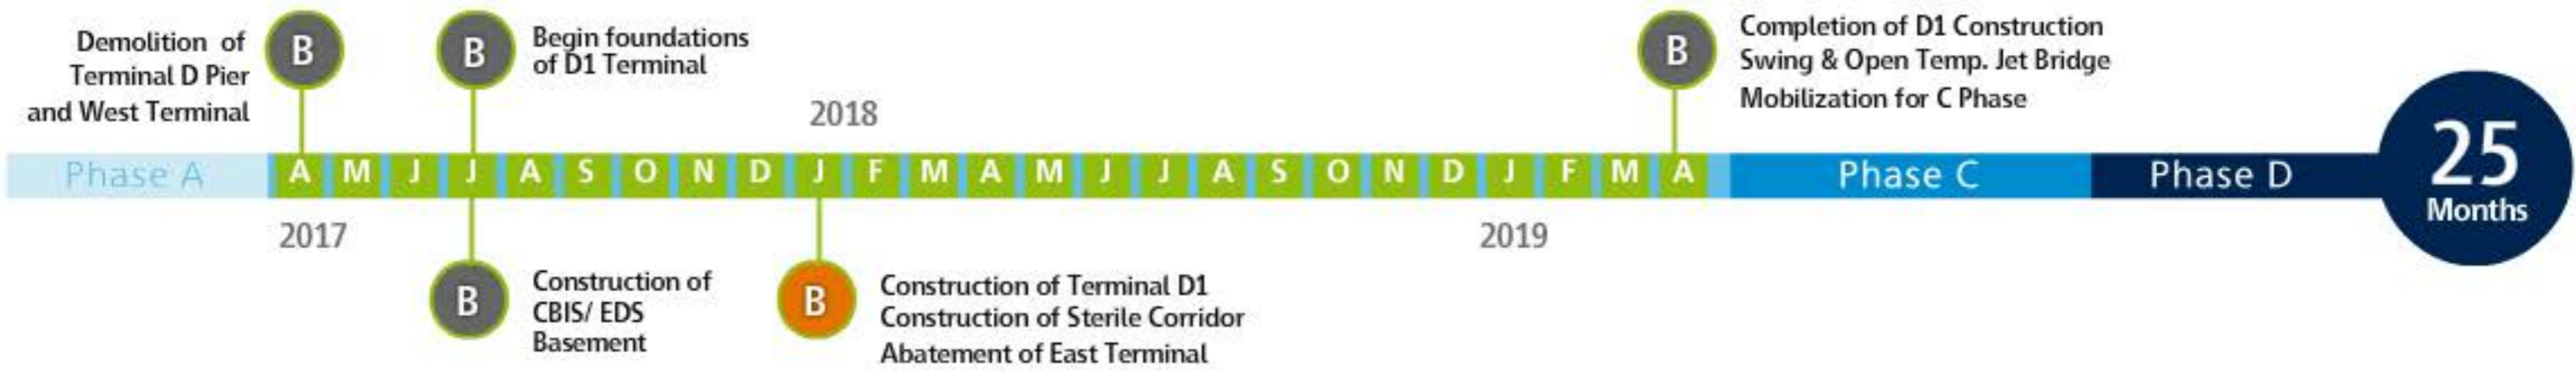 Demolition of
Terminal D Pier
and West Terminal
B
B
Begin foundations
of D1 Terminal
2018
B
Completion of D1 Construction
Swing & Open Temp. Jet Bridge
Mobilization for C Phase
Phase A
A M J J A S O N D J F M A M J J A S O N D J F M A
Phase C
Phase D
25
Months
2017
2019
B
Construction of
CBIS/ EDS
Basement
B
Construction of Terminal D1
Construction of Sterile Corridor
Abatement of East Terminal